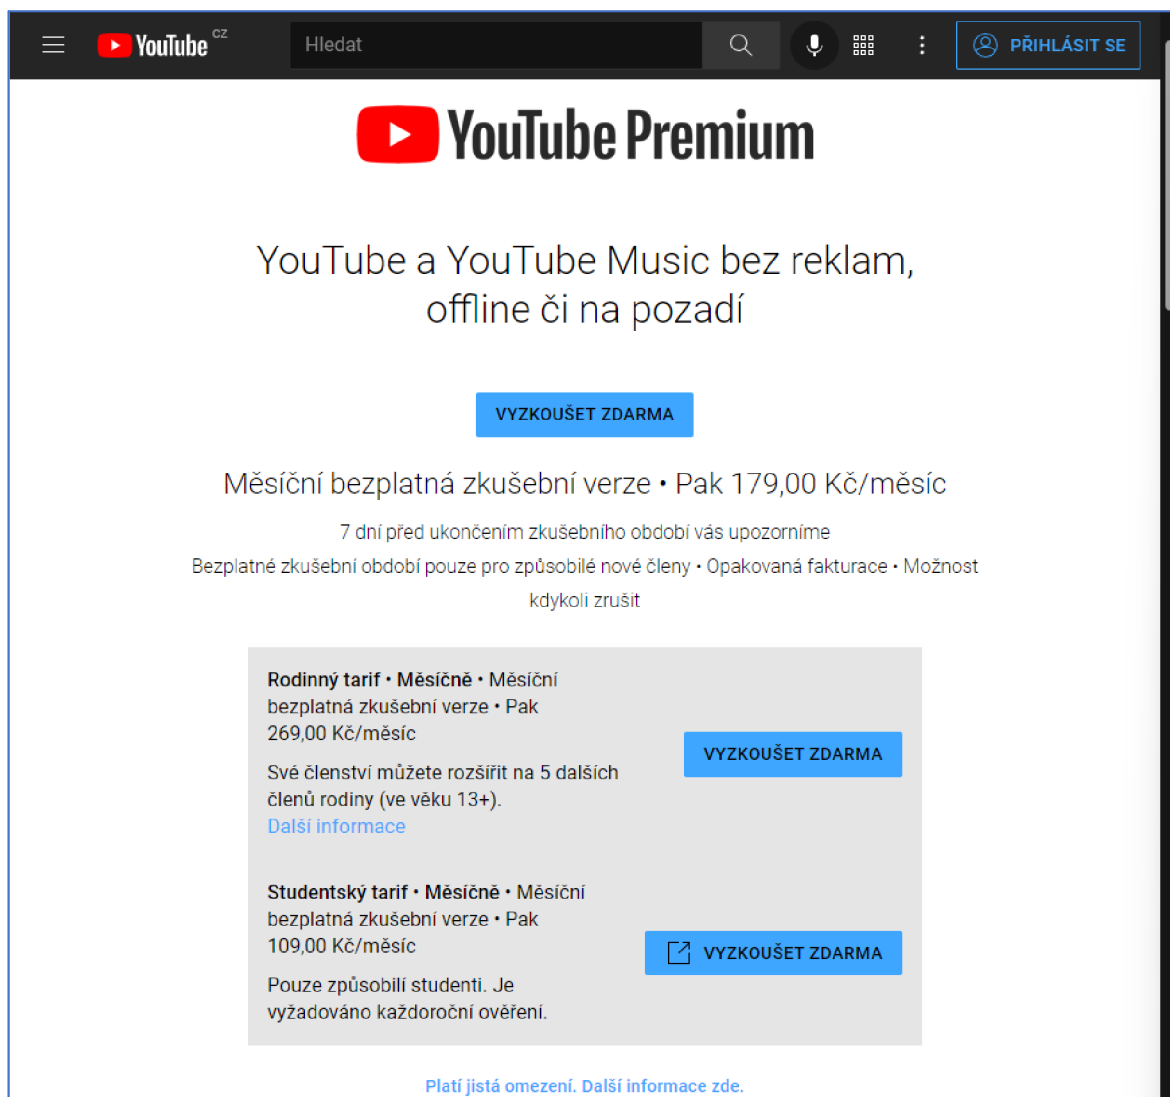 YouTube CZ
Hledat
PŘIHLÁSIT SE
YouTube Premium
YouTube a YouTube Music bez reklam,
offline či na pozadí
VYZKOUŠET ZDARMA
Měsíční bezplatná zkušební verze • Pak 179,00 Kč/měsíc
7 dní před ukončením zkušebního období vás upozorníme
Bezplatné zkušební období pouze pro způsobilé nové členy • Opakovaná fakturace • Možnost
kdykoli zrušit
Rodinný tarif • Měsíčně • Měsíční
bezplatná zkušební verze • Pak
269,00 Kč/měsíc
Své členství můžete rozšířit na 5 dalších
členů rodiny (ve věku 13+).
Další informace
VYZKOUŠET ZDARMA
Studentský tarif • Měsíčně • Měsíční
bezplatná zkušební verze • Pak
109,00 Kč/měsíc
Pouze způsobilí studenti. Je
vyžadováno každoroční ověření.
VYZKOUŠET ZDARMA
Platí jistá omezení. Další informace zde.